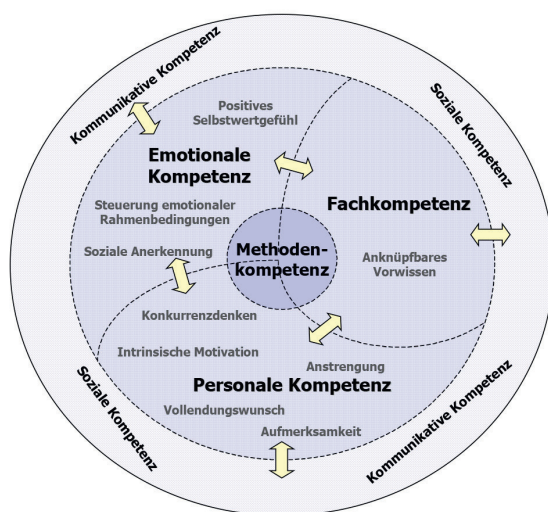 Kommunikative Kompetenz
Soziale Kompetenz
Positives
Selbstwertgefühl
Emotionale
Kompetenz
Steuerung emotionaler
Rahmenbedingungen
Soziale Anerkennung
Fachkompetenz
Anknüpfbares
Vorwissen
Methoden-
kompetenz
Konkurrenzdenken
Intrinsische Motivation
Anstrengung
Personale Kompetenz
Vollendungswunsch
Aufmerksamkeit
Soziale Kompetenz
Kommunikative Kompetenz